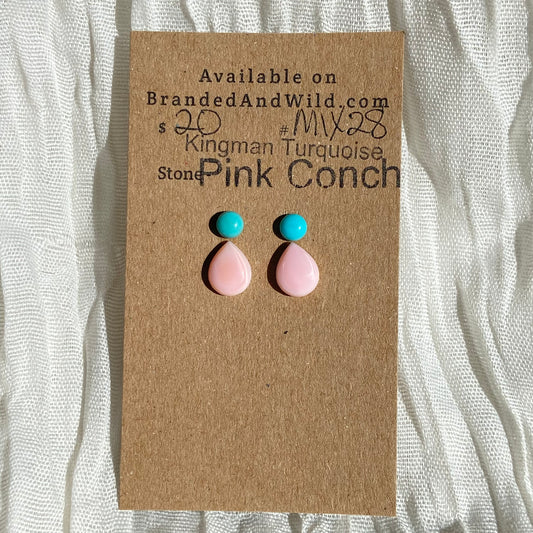 Available on
BrandedAndWild.com
$ 20 # MIX28
Kingman Turquoise
Stone Pink Conch